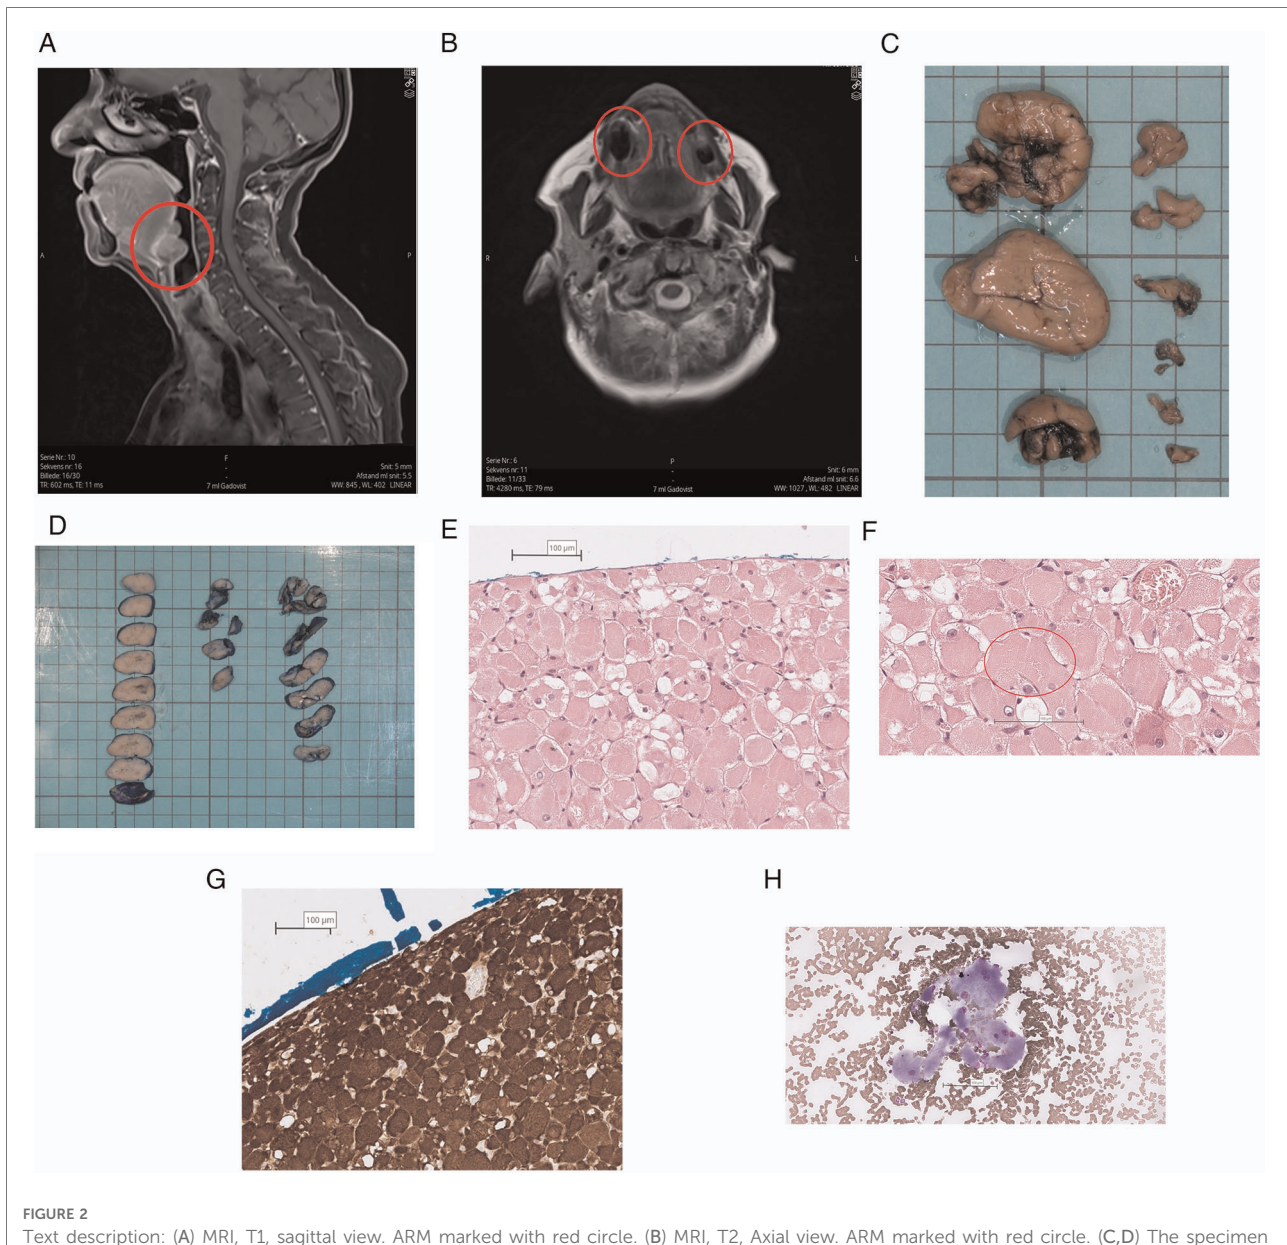 A
B
C
A
P
Serie Nr.: 10
Sekvens nr: 16
Billede: 16/30
TR: 602 ms, TE: 11 ms
F
-
-
7 ml Gadovist
Snit: 5 mm
Afstand ml snit: 5.5
WW: 845 , WL: 402 LINEAR
R
L
Serie Nr.: 6
Sekvens nr: 11
Billede: 11/33
TR: 4280 ms, TE: 79 ms
P
-
-
7 ml Gadovist
Snit: 6 mm
Afstand ml snit: 6.6
WW: 1027 , WL: 482 LINEAR
D
E
F
100 µm
G
H
100 µm
FIGURE 2
Text description: (A) MRI, T1, sagittal view. ARM marked with red circle. (B) MRI, T2, Axial view. ARM marked with red circle. (C,D) The specimen